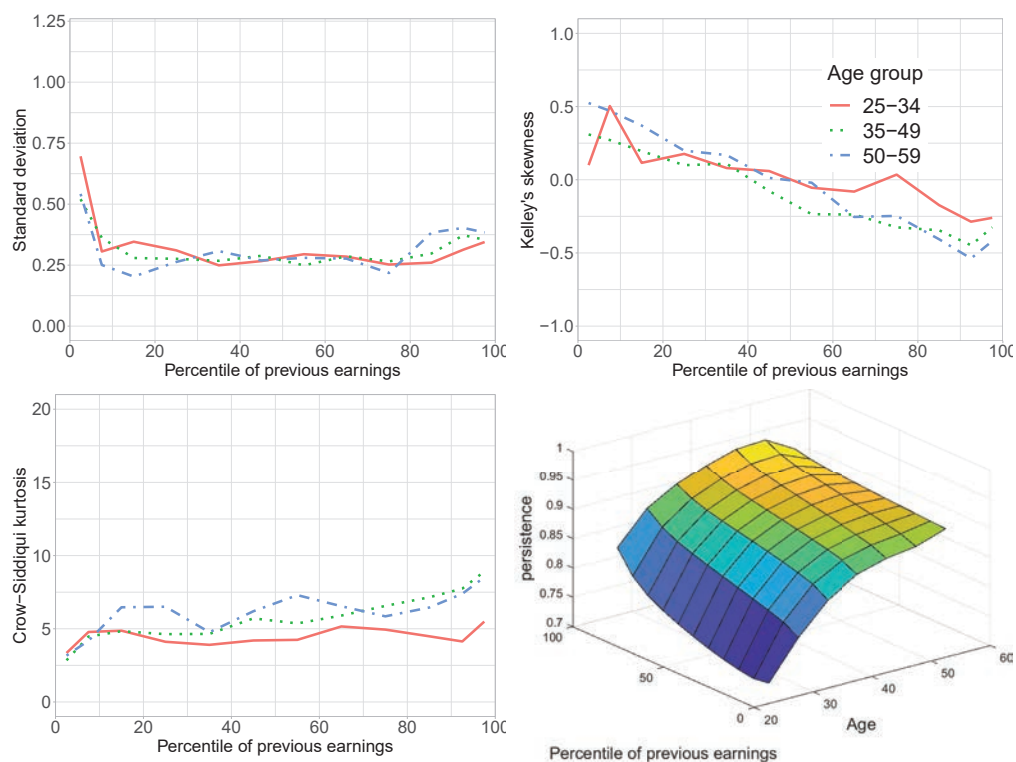 1.25
1.00
0.75
0.50
0.25
0.00
Standard deviation
0 20 40 60 80 100
Percentile of previous earnings
1.0
0.5
0.0
−0.5
−1.0
Kelley's skewness
Age group
25−34
35−49
50−59
0 20 40 60 80 100
Percentile of previous earnings
20
15
10
5
0
Crow−Siddiqui kurtosis
0 20 40 60 80 100
Percentile of previous earnings
1
0.95
0.9
0.85
0.8
0.75
0.7
persistence
100
50
0
20
30
40
50
60
Age
Percentile of previous earnings